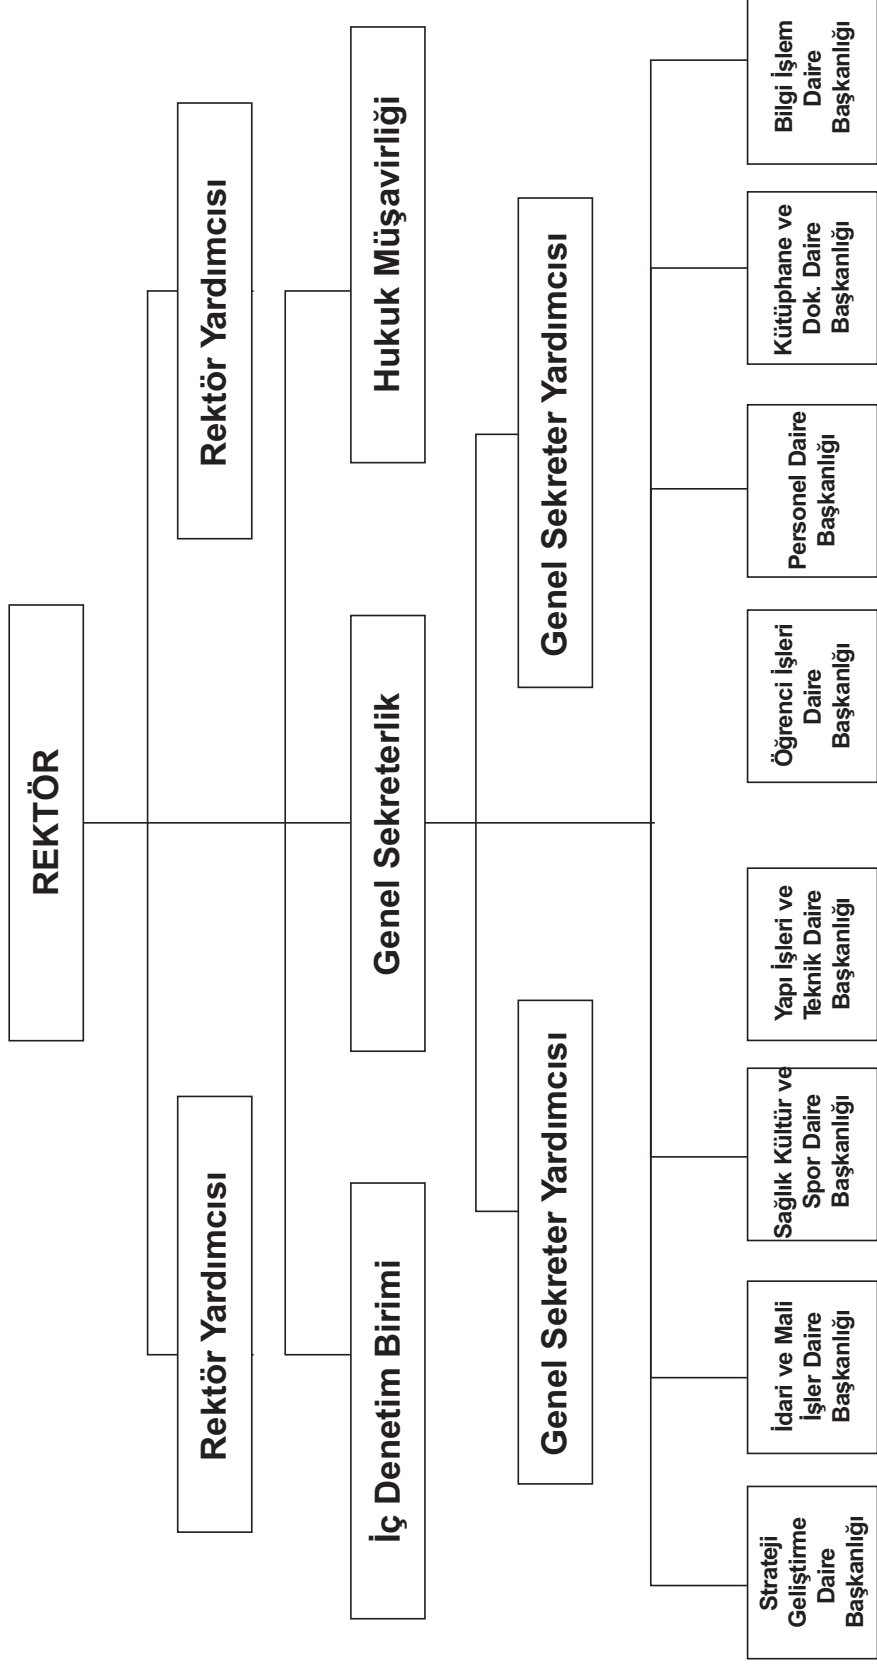 REKTÖR
Rektör Yardımcısı
Rektör Yardımcısı
İç Denetim Birimi
Genel Sekreterlik
Hukuk Müşavirliği
Genel Sekreter Yardımcısı
Genel Sekreter Yardımcısı
Strateji
Geliştirme
Daire
Başkanlığı
İdari ve Mali
İşler Daire
Başkanlığı
Sağlık Kültür ve
Spor Daire
Başkanlığı
Yapı İşleri ve
Teknik Daire
Başkanlığı
Öğrenci İşleri
Daire
Başkanlığı
Personel Daire
Başkanlığı
Kütüphane ve
Dok. Daire
Başkanlığı
Bilgi İşlem
Daire
Başkanlığı